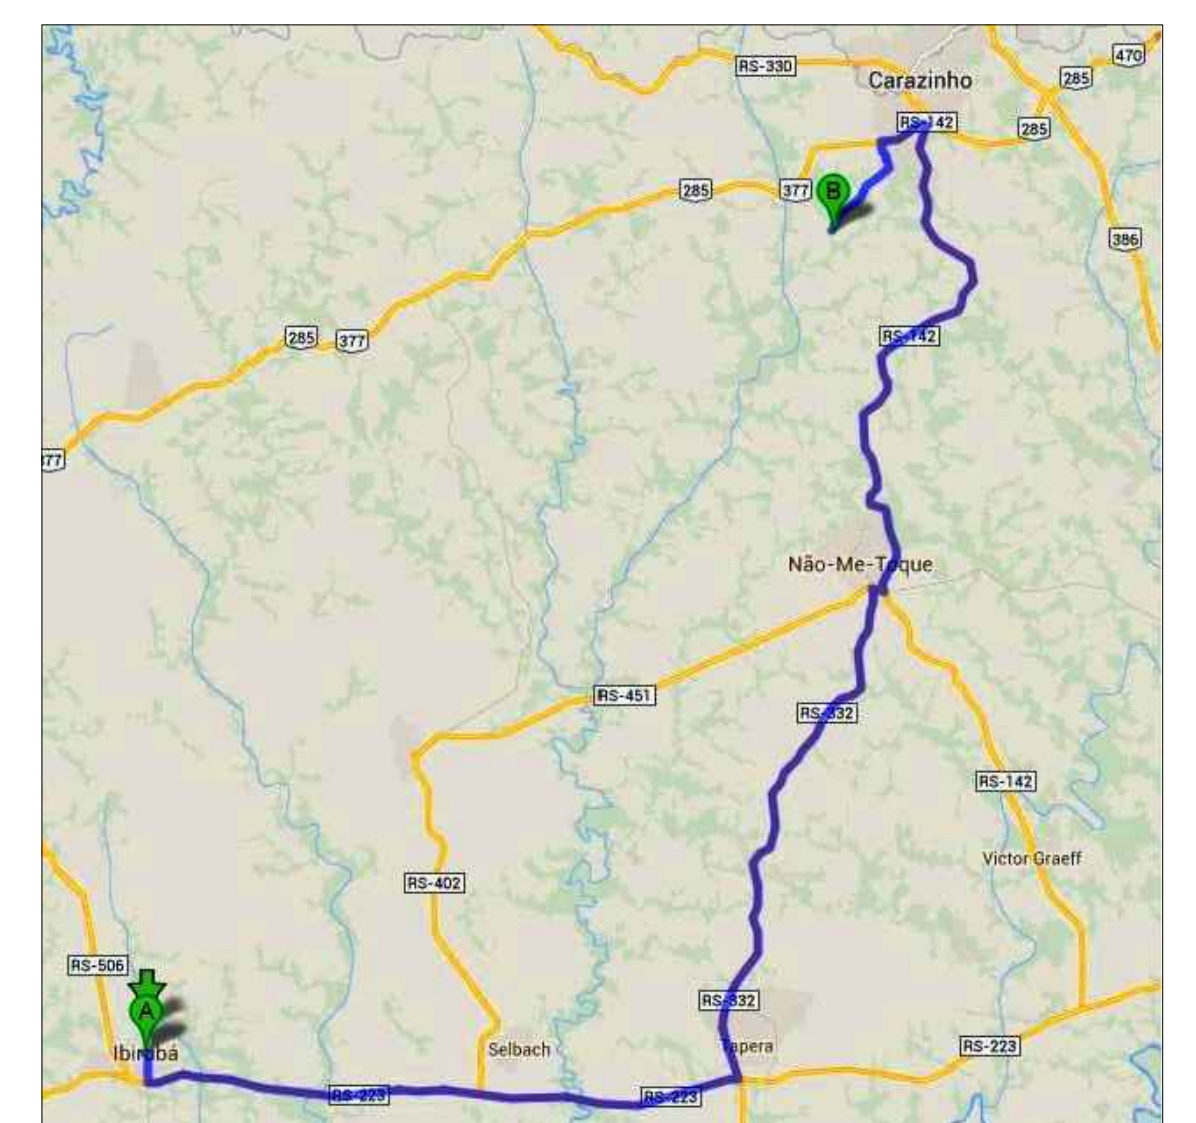 470
RS-330
285
Carazinho
RS-142
285
285
377
B
386
285
377
RS-142
377
Não-Me-Toque
RS-451
RS-332
RS-142
Victor Graeff
RS-402
RS-506
RS-332
A
Ibirubá
Selbach
Tapera
RS-223
RS-223
RS-223